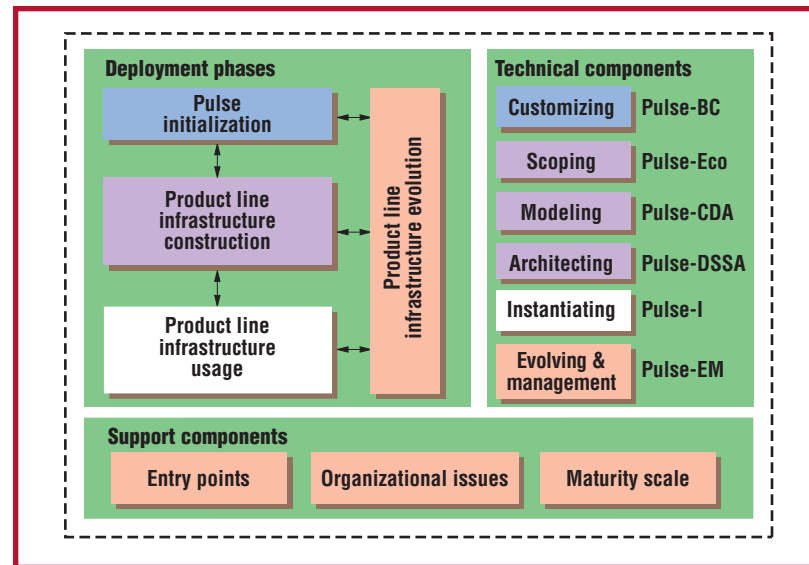 Deployment phases
Pulse
initialization
Product line
infrastructure
construction
Product line
infrastructure
usage
Product line
infrastructure evolution
Technical components
Customizing Pulse-BC
Scoping Pulse-Eco
Modeling Pulse-CDA
Architecting Pulse-DSSA
Instantiating Pulse-I
Evolving &
management Pulse-EM
Support components
Entry points
Organizational issues
Maturity scale